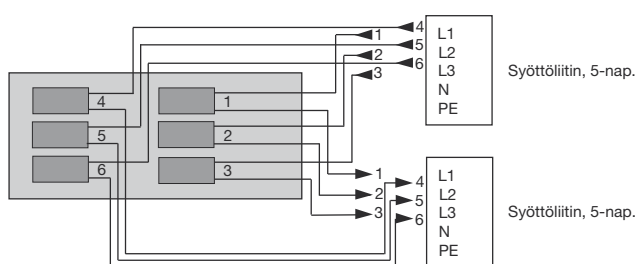 4 L1
1
5 L2
2
6 L3
3
N
PE
Syöttöliitin, 5-nap.
4 1
5 2
6 3
1
4 L1
2
5 L2
3
6 L3
N
PE
Syöttöliitin, 5-nap.